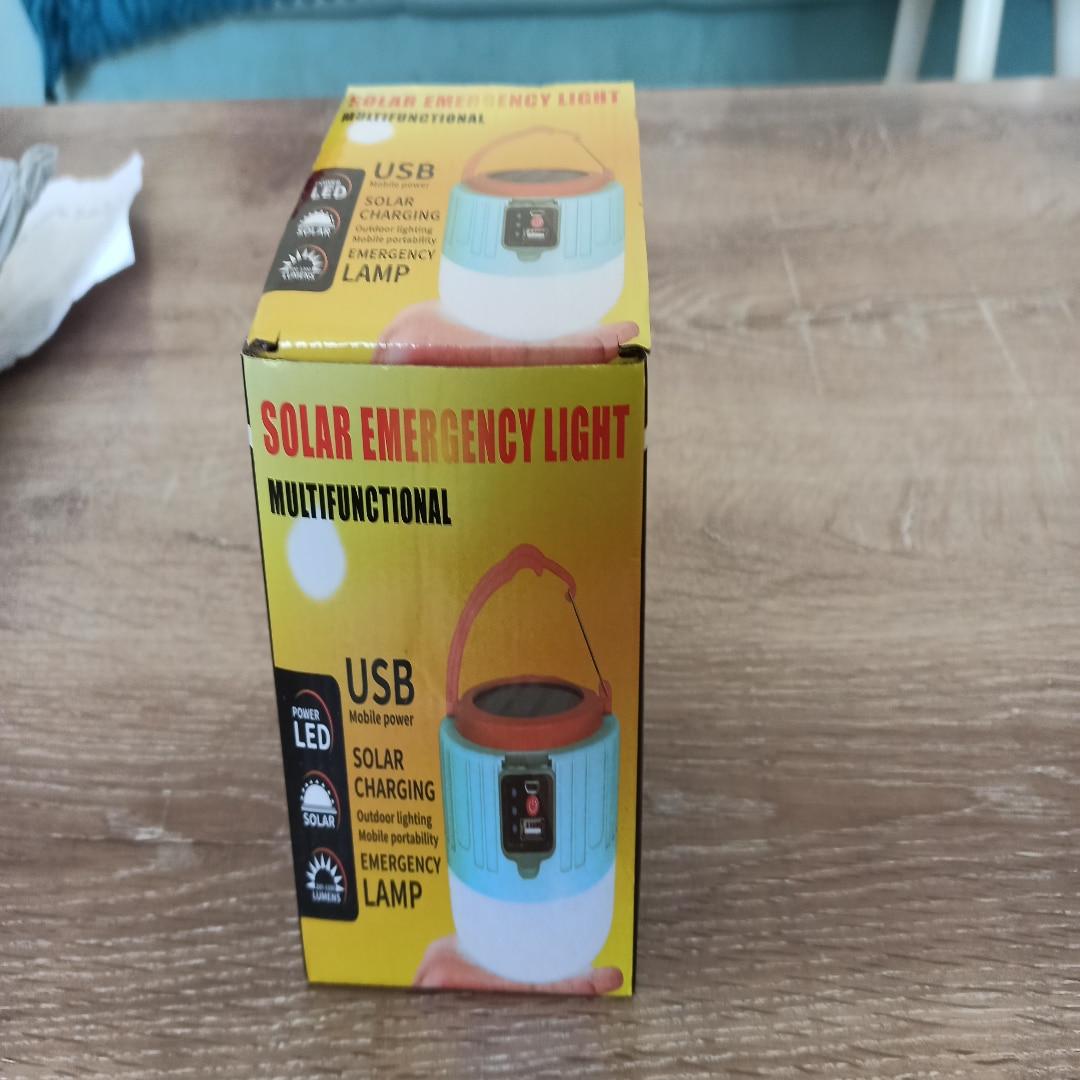 SOLAR EMERGENCY LIGHT
MULTIFUNCTIONAL
USB
Mobile power
POWER
LED
SOLAR
CHARGING
SOLAR
Outdoor lighting
Mobile portability
EMERGENCY
LAMP
LUMENS
SOLAR EMERGENCY LIGHT
MULTIFUNCTIONAL
USB
Mobile power
POWER
LED
SOLAR
CHARGING
SOLAR
Outdoor lighting
Mobile portability
EMERGENCY
LAMP
LUMENS